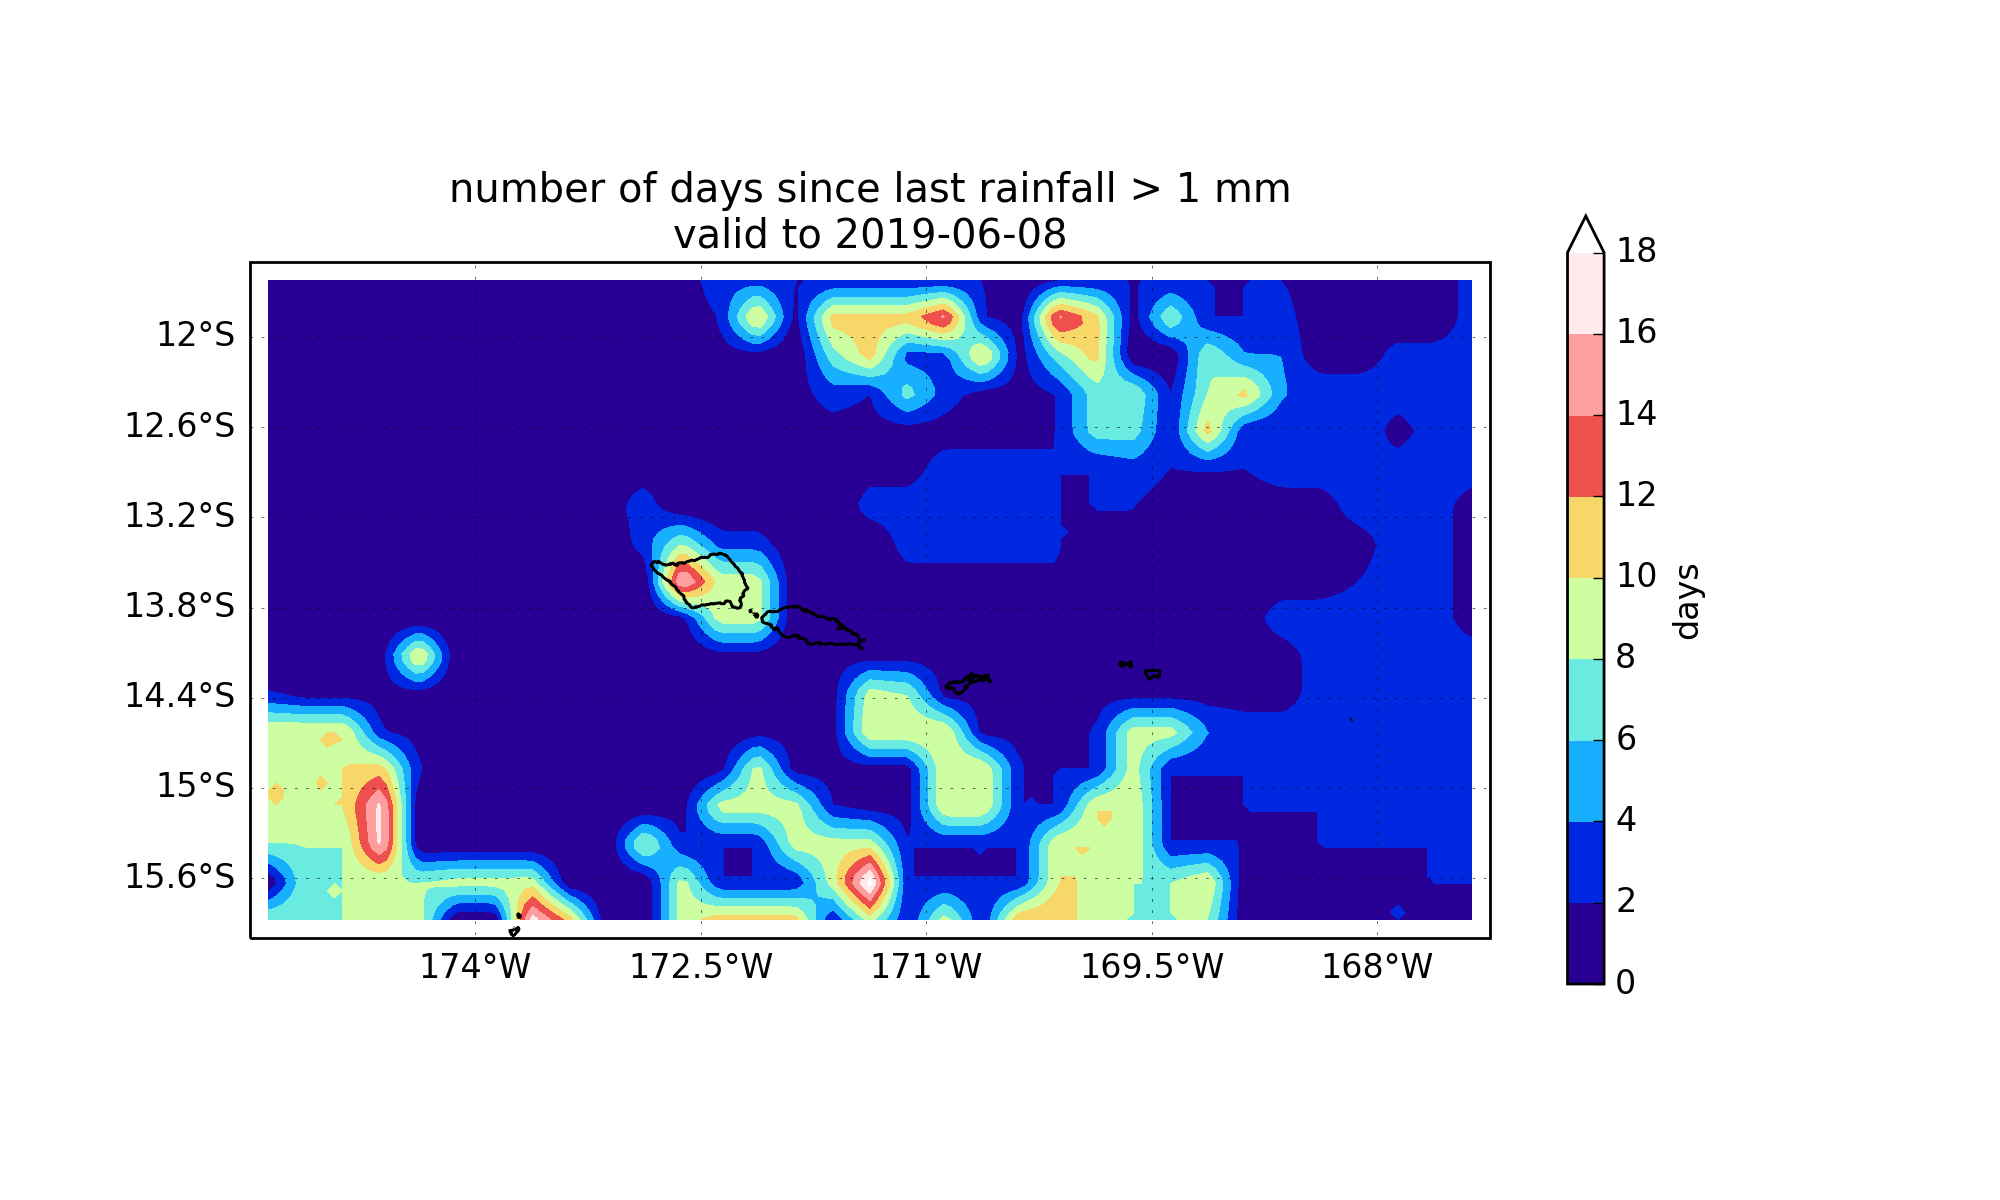 number of days since last rainfall > 1 mm
valid to 2019-06-08
12°S
12.6°S
13.2°S
13.8°S
14.4°S
15°S
15.6°S
174°W
172.5°W
171°W
169.5°W
168°W
18
16
14
12
10
8
6
4
2
0
days